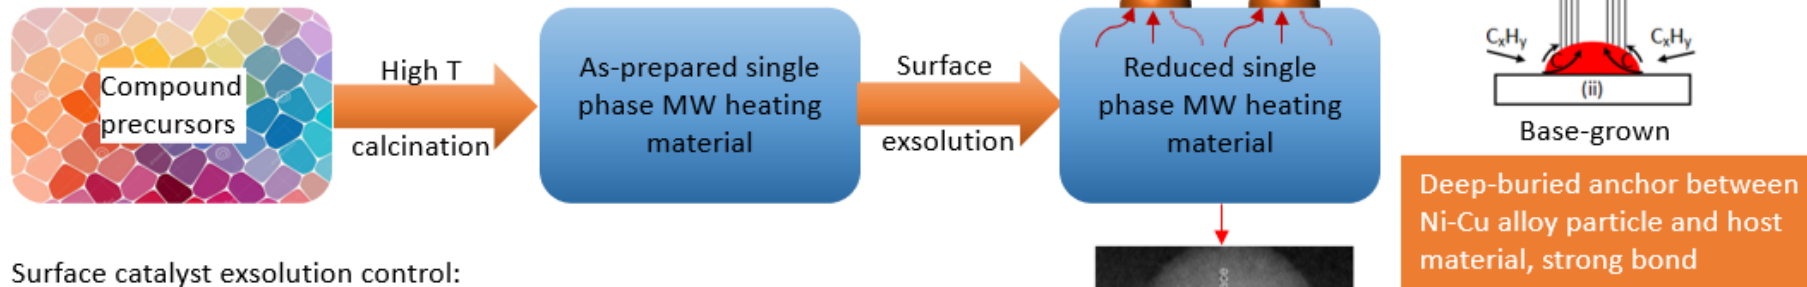 Compound
precursors
High T
calcination
As-prepared single
phase MW heating
material
Surface
exsolution
Reduced single
phase MW heating
material
CxHy
CxHy
C
C
(ii)
Base-grown
Deep-buried anchor between
Ni-Cu alloy particle and host
material, strong bond
Surface catalyst exsolution control: